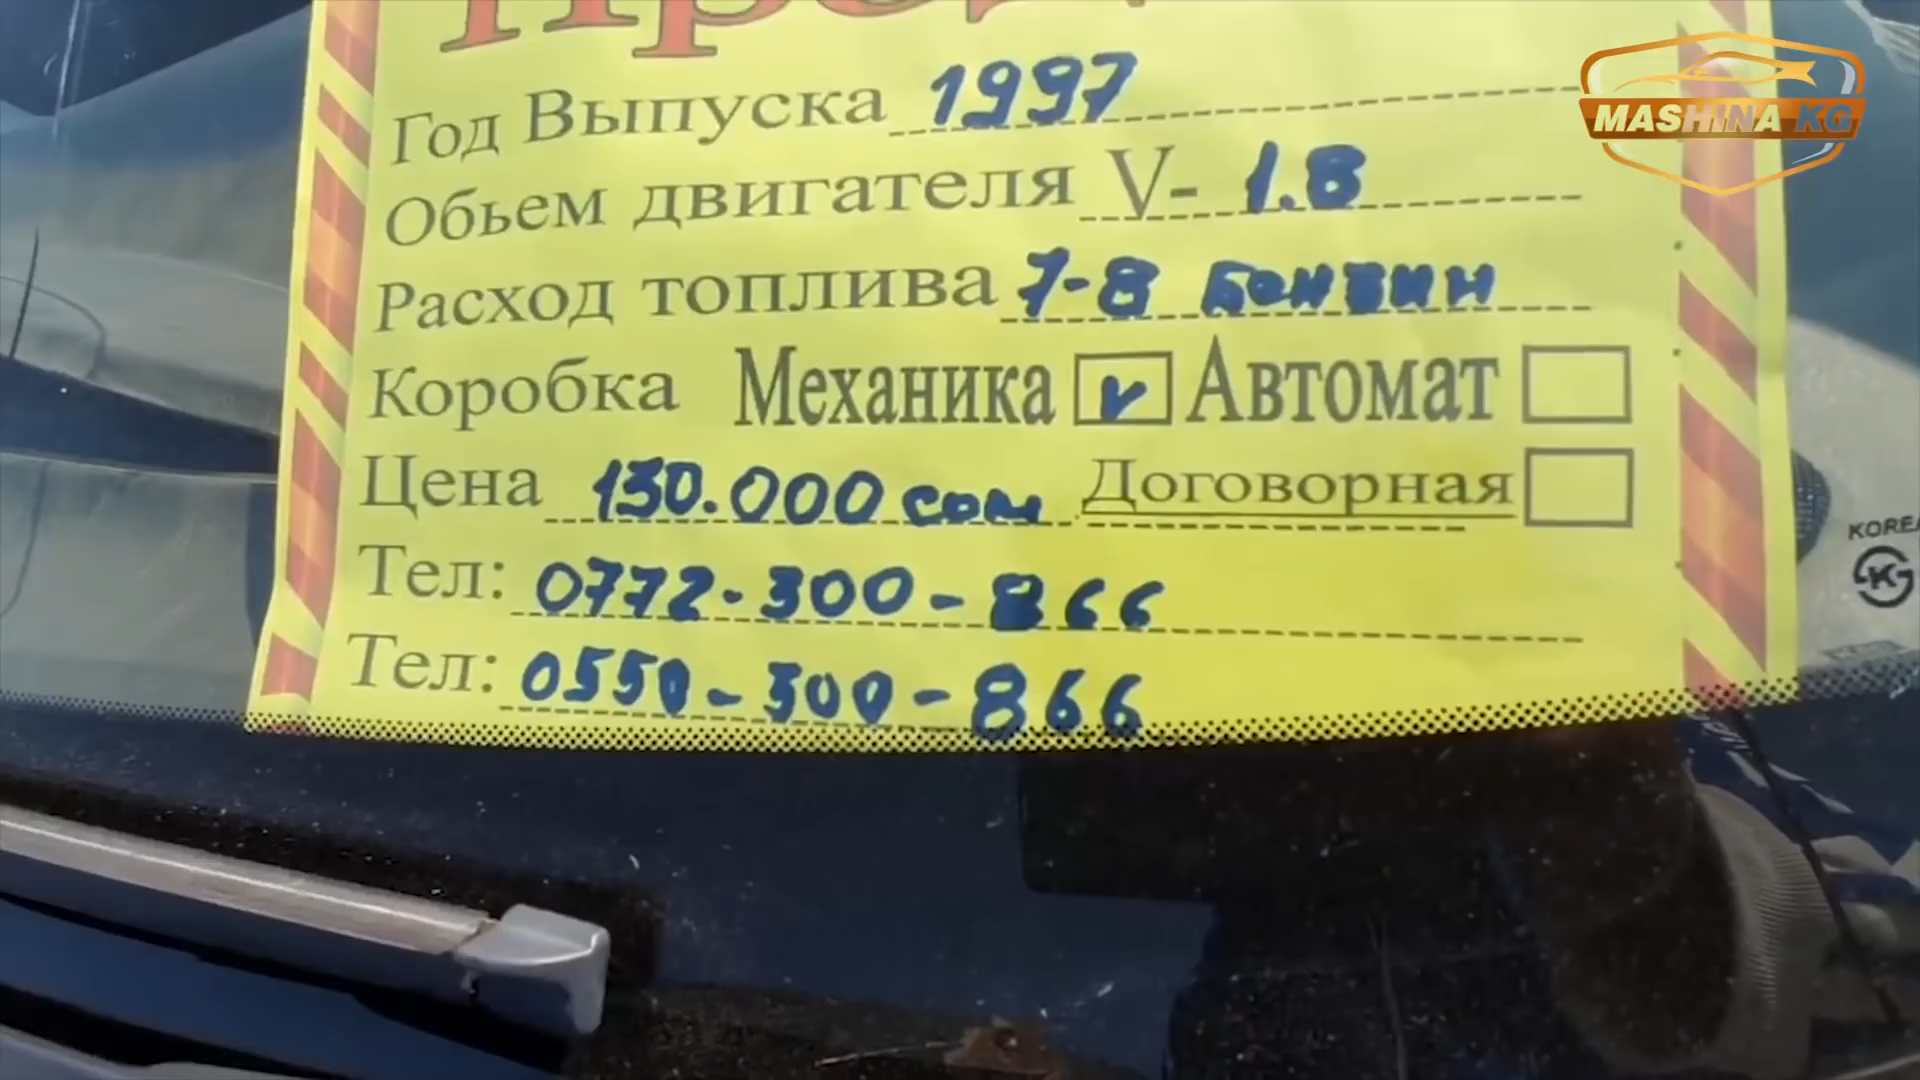 Год Выпуска 1997
Обьем двигателя V- 1.8
Расход топлива 7-8 Бензин
Коробка Механика v Автомат
Цена 130.000 сом Договорная
Тел: 0772-300-866
Тел: 0550-300-866
MASHINA KG
KOREA